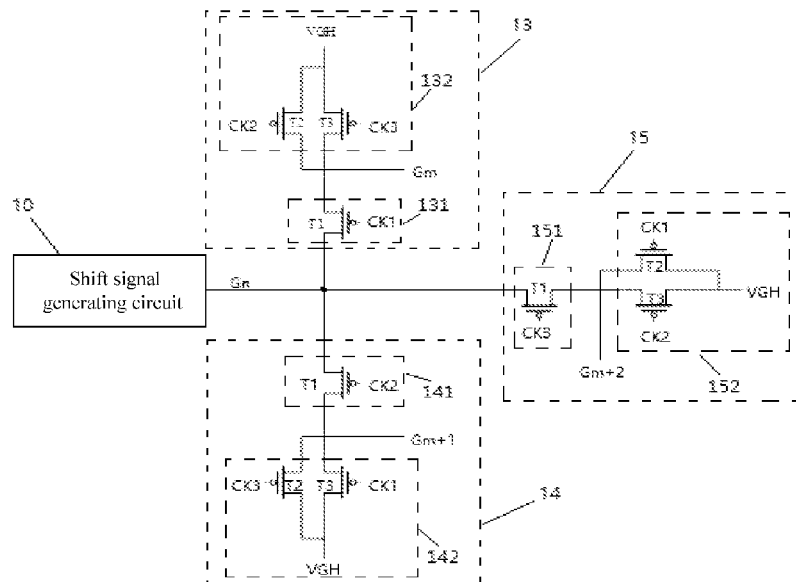 VGH
13
132
CK2
T2
T3
CK3
Gm
10
T1
CK1
131
15
151
CK1
T2
Shift signal
generating circuit
Gn
T1
T3
VGH
CK3
CK2
Gm+2
152
T1
CK2
141
Gm+1
CK3
T2
T3
CK1
14
142
VGH